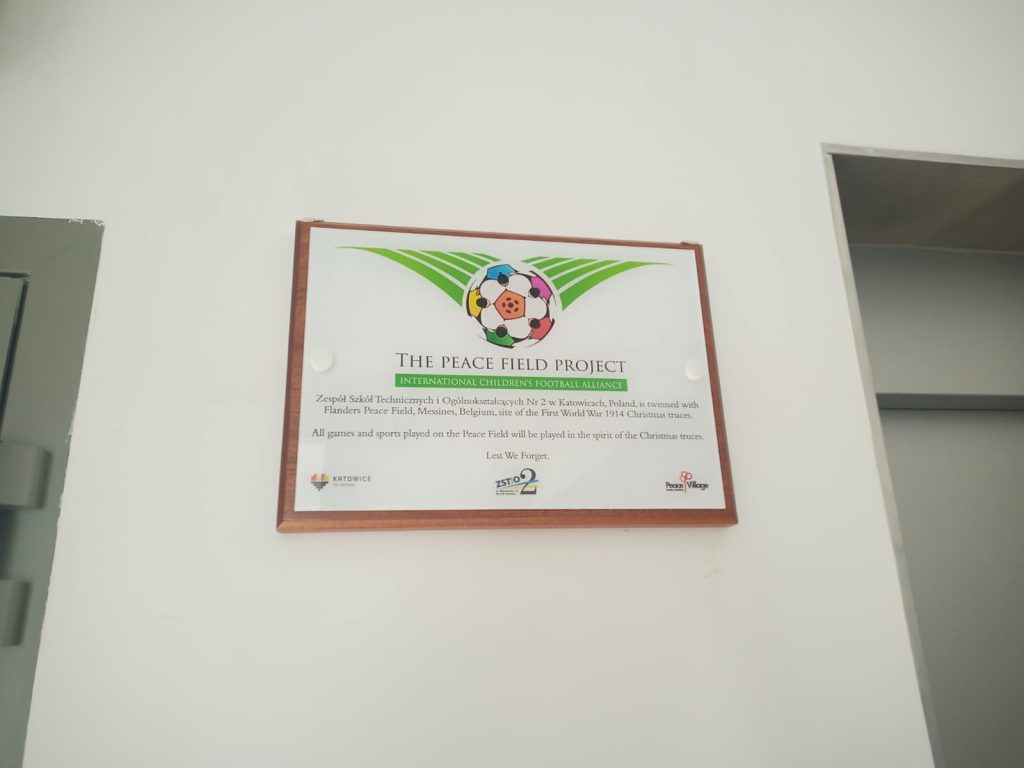 THE PEACE FIELD PROJECT
INTERNATIONAL CHILDREN'S FOOTBALL ALLIANCE
Zespół Szkół Technicznych i Ogólnokształcących Nr 2 w Katowicach, Poland, is twinned with
Flanders Peace Field, Messines, Belgium, site of the First World War 1914 Christmas truces.
All games and sports played on the Peace Field will be played in the spirit of the Christmas truces.
Lest We Forget.
KATOWICE
ZSTiO 2
Peace Village